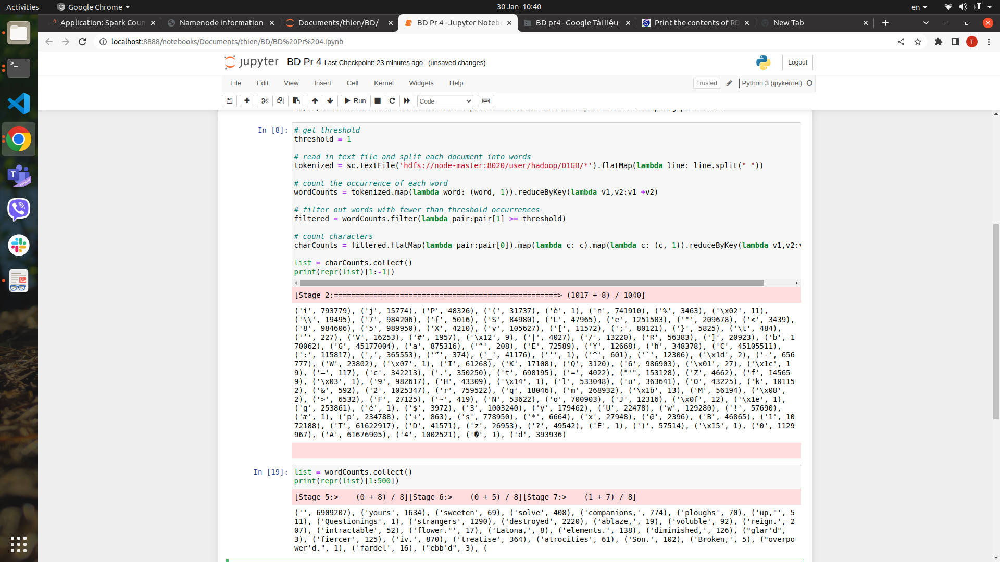 Activities Google Chrome 30 Jan 10:40 en
Application: Spark Coun Namenode information Documents/thien/BD/ BD Pr 4 - Jupyter Notebo BD pr4 - Google Tài liệu Print the contents of RD New Tab
localhost:8888/notebooks/Documents/thien/BD/BD%20Pr%204.ipynb T
jupyter BD Pr 4 Last Checkpoint: 23 minutes ago (unsaved changes) Logout
File Edit View Insert Cell Kernel Widgets Help Trusted Python 3 (ipykernel)
Run Code
In [8]:
# get threshold
threshold = 1
# read in text file and split each document into words
tokenized = sc.textFile('hdfs://node-master:8020/user/hadoop/D1GB/*').flatMap(lambda line: line.split(" "))
# count the occurrence of each word
wordCounts = tokenized.map(lambda word: (word, 1)).reduceByKey(lambda v1,v2:v1 +v2)
# filter out words with fewer than threshold occurrences
filtered = wordCounts.filter(lambda pair:pair[1] >= threshold)
# count characters
charCounts = filtered.flatMap(lambda pair:pair[0]).map(lambda c: c).map(lambda c: (c, 1)).reduceByKey(lambda v1,v2:v
list = charCounts.collect()
print(repr(list)[1:-1])
[Stage 2:===================================================> (1017 + 8) / 1040]
('i', 793779), ('j', 15774), ('P', 48326), ('(', 31737), ('è', 1), ('n', 741910), ('%', 3463), ('\x02', 11),
('\\', 19495), ('7', 984206), ('{', 5016), ('S', 84980), ('L', 47965), ('e', 1251503), ('"', 209678), ('<', 3439),
('8', 984606), ('5', 989950), ('X', 4210), ('v', 105627), ('[', 11572), (';', 80121), ('}', 5825), ('\t', 484),
('’', 227), ('V', 16253), ('#', 1957), ('\x12', 9), ('|', 4027), ('/', 13220), ('R', 56383), (']', 20923), ('b', 1
70062), ('G', 45177004), ('a', 875316), ('“', 208), ('E', 72589), ('Y', 12668), ('h', 348378), ('C', 45105511),
(':', 115817), (',', 365553), ('”', 374), ('_', 41176), ('‘', 1), ('^', 601), ('`', 12306), ('\x1d', 2), ('-', 656
777), ('W', 23802), ('\x07', 1), ('I', 61268), ('K', 17108), ('Q', 3120), ('6', 986903), ('\x01', 27), ('\x1c', 1
9), ('—', 117), ('c', 342213), ('.', 350250), ('t', 698195), ('=', 4022), ("'", 153128), ('Z', 4662), ('f', 14565
9), ('\x03', 1), ('9', 982617), ('H', 43309), ('\x14', 1), ('l', 533048), ('u', 363641), ('O', 43225), ('k', 10115
2), ('&', 592), ('2', 1025347), ('r', 759522), ('q', 18046), ('m', 268932), ('\x1b', 13), ('M', 56194), ('\x08',
2), ('>', 6532), ('F', 27125), ('~', 419), ('N', 53622), ('o', 700903), ('J', 12316), ('\x0f', 12), ('\x1e', 1),
('g', 253861), ('é', 1), ('$', 3972), ('3', 1003240), ('y', 179462), ('U', 22478), ('w', 129280), ('!', 57690),
('æ', 1), ('p', 234788), ('+', 863), ('s', 778950), ('*', 6664), ('x', 27948), ('@', 2396), ('B', 46865), ('1', 10
72188), ('T', 61622917), ('D', 41571), ('z', 26953), ('?', 49542), ('É', 1), (')', 57514), ('\x15', 1), ('0', 1129
967), ('A', 61676905), ('4', 1002521), ('�', 1), ('d', 393936)
In [19]:
list = wordCounts.collect()
print(repr(list)[1:500])
[Stage 5:> (0 + 8) / 8][Stage 6:> (0 + 5) / 8][Stage 7:> (1 + 7) / 8]
('', 6909207), ('yours', 1634), ('sweeten', 69), ('solve', 408), ('companions,', 774), ('ploughs', 70), ('up,"', 5
11), ('Questionings', 1), ('strangers', 1290), ('destroyed', 2220), ('ablaze,', 19), ('voluble', 92), ('reign.', 2
07), ('intractable', 52), ('flower."', 17), ('Latona,', 8), ('elements.', 138), ('diminished,', 126), ("glar'd",
3), ('fiercer', 125), ('iv.', 870), ('treatise', 364), ('atrocities', 61), ('Son.', 102), ('Broken,', 5), ("overpo
wer'd.", 1), ('fardel', 16), ("ebb'd", 3), (